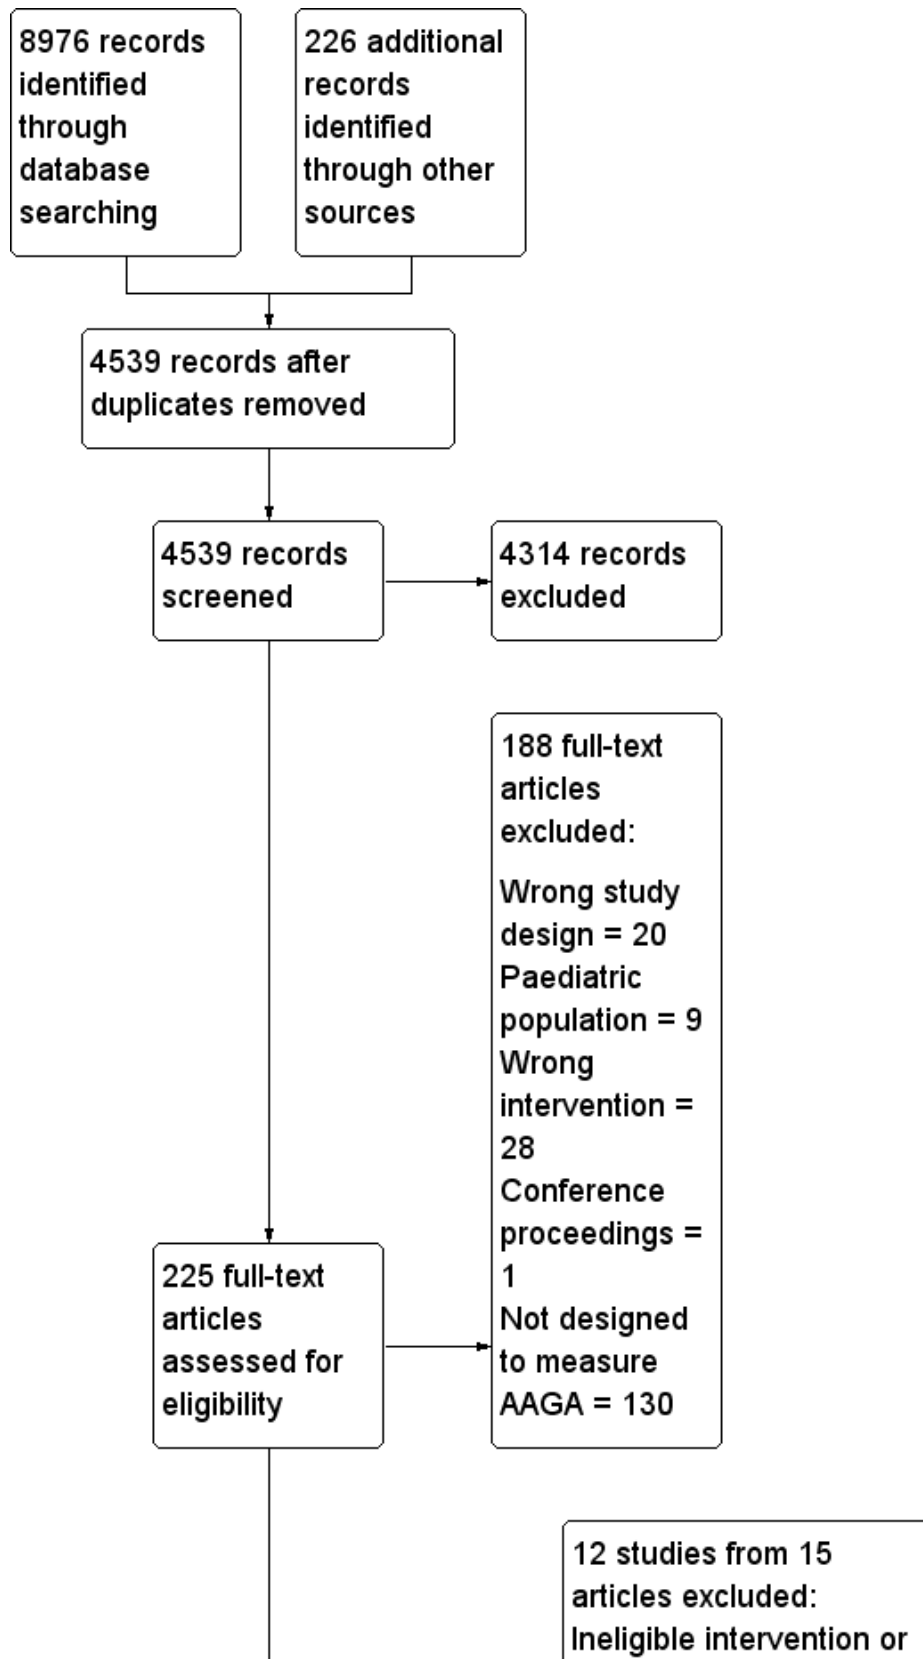 8976 records
identified
through
database
searching
226 additional
records
identified
through other
sources
4539 records after
duplicates removed
4539 records
screened
4314 records
excluded
188 full-text
articles
excluded:
Wrong study
design = 20
Paediatric
population = 9
Wrong
intervention =
28
Conference
proceedings =
1
Not designed
to measure
AAGA = 130
225 full-text
articles
assessed for
eligibility
12 studies from 15
articles excluded:
Ineligible intervention or